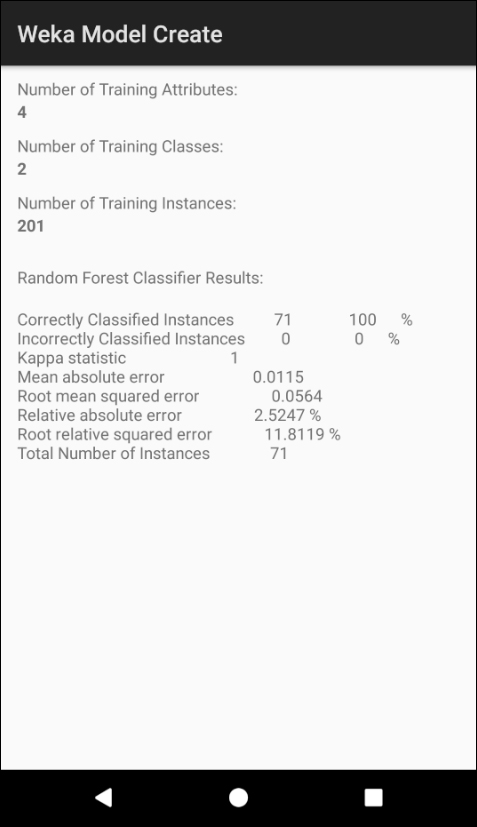 Weka Model Create
Number of Training Attributes:
4
Number of Training Classes:
2
Number of Training Instances:
201
Random Forest Classifier Results:
Correctly Classified Instances 71 100 %
Incorrectly Classified Instances 0 0 %
Kappa statistic 1
Mean absolute error 0.0115
Root mean squared error 0.0564
Relative absolute error 2.5247 %
Root relative squared error 11.8119 %
Total Number of Instances 71